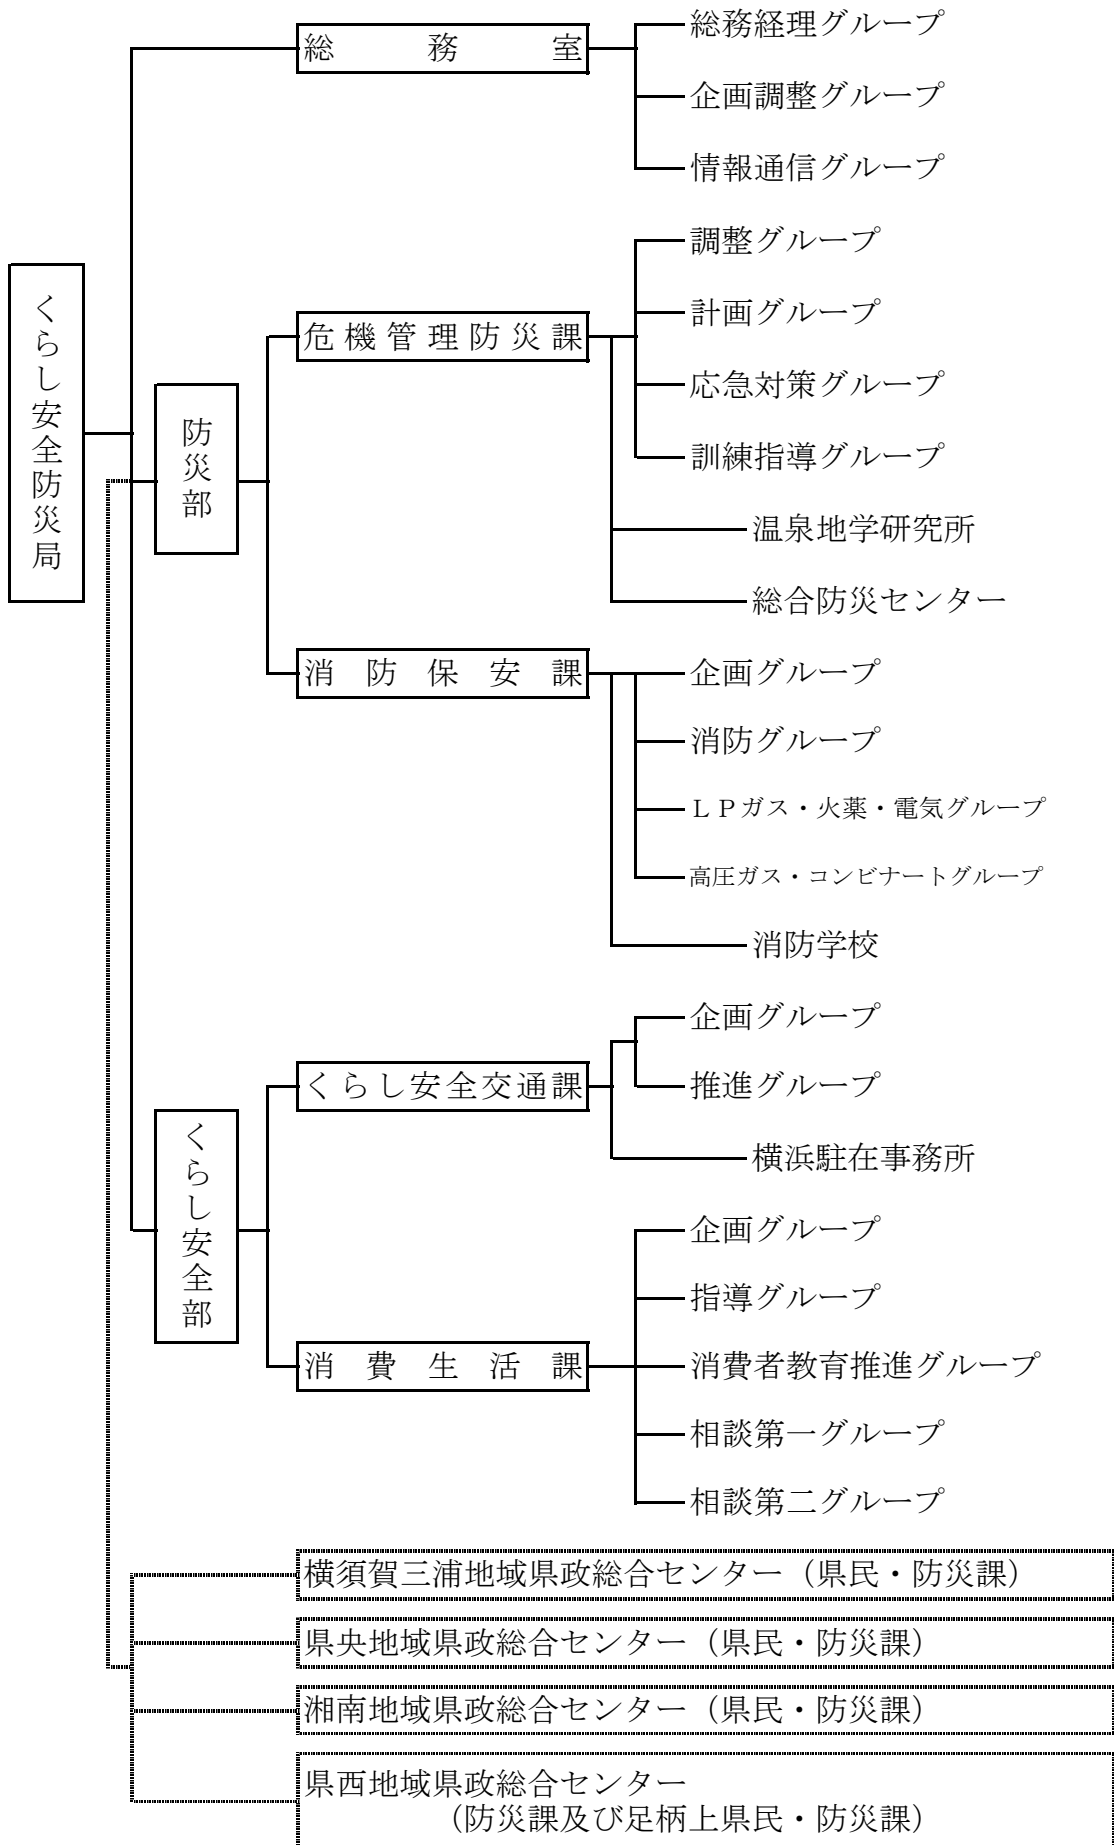 くらし安全防災局
総務室
総務経理グループ
企画調整グループ
情報通信グループ
防災部
危機管理防災課
調整グループ
計画グループ
応急対策グループ
訓練指導グループ
温泉地学研究所
総合防災センター
消防保安課
企画グループ
消防グループ
ＬＰガス・火薬・電気グループ
高圧ガス・コンビナートグループ
消防学校
くらし安全部
くらし安全交通課
企画グループ
推進グループ
横浜駐在事務所
消費生活課
企画グループ
指導グループ
消費者教育推進グループ
相談第一グループ
相談第二グループ
横須賀三浦地域県政総合センター（県民・防災課）
県央地域県政総合センター（県民・防災課）
湘南地域県政総合センター（県民・防災課）
県西地域県政総合センター
（防災課及び足柄上県民・防災課）